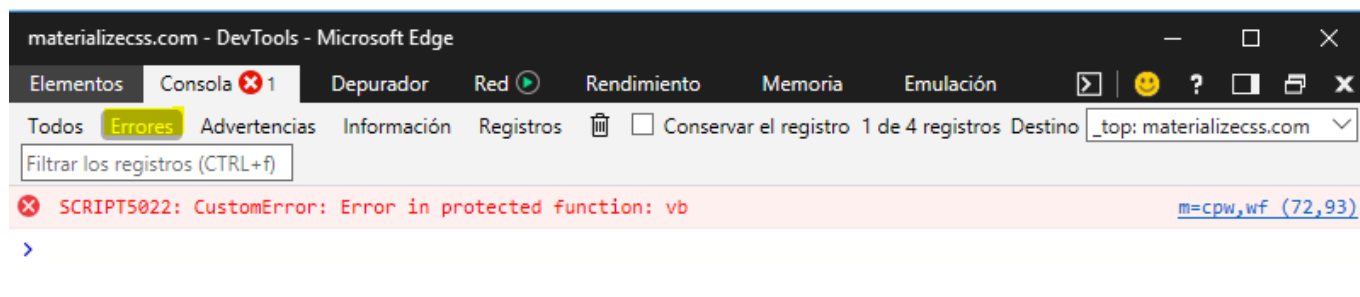 materializecss.com - DevTools - Microsoft Edge
Elementos Consola 1 Depurador Red Rendimiento Memoria Emulación ?
Todos Errores Advertencias Información Registros Conservar el registro 1 de 4 registros Destino _top: materializecss.com
Filtrar los registros (CTRL+f)
SCRIPT5022: CustomError: Error in protected function: vb m=cpw,wf (72,93)
>